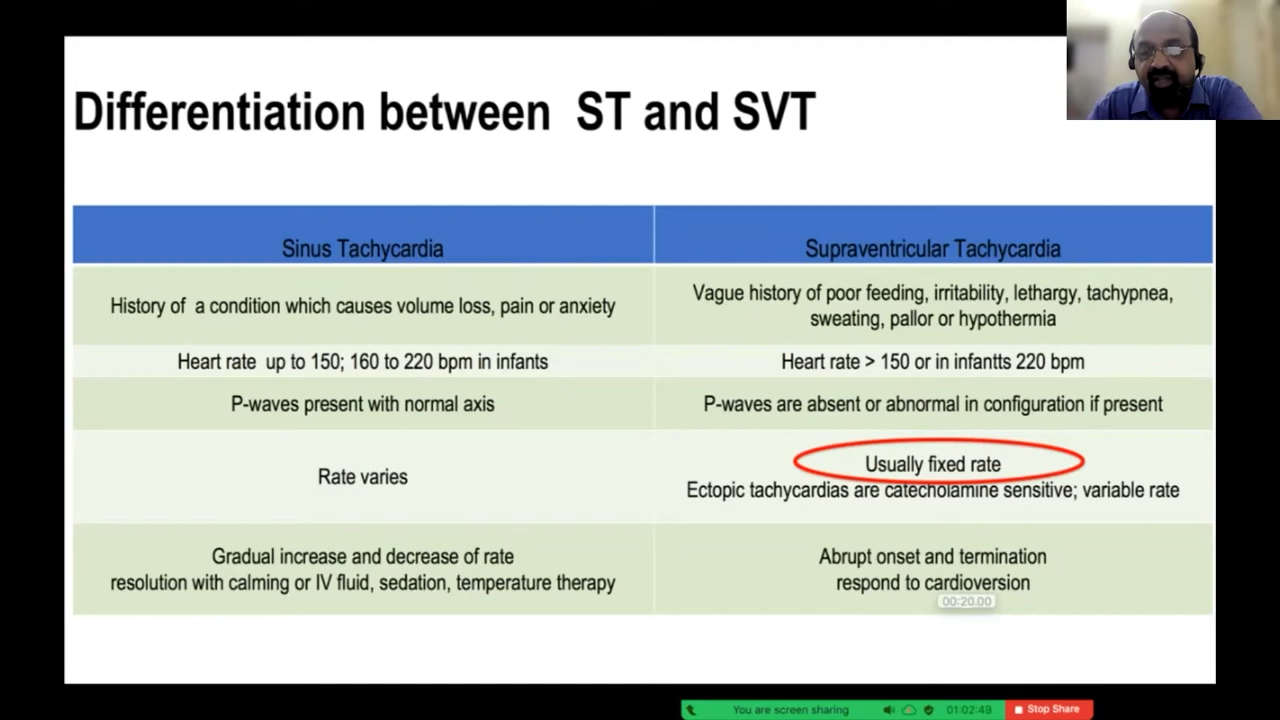 Differentiation between ST and SVT
Sinus Tachycardia
Supraventricular Tachycardia
History of a condition which causes volume loss, pain or anxiety
Vague history of poor feeding, irritability, lethargy, tachypnea,
sweating, pallor or hypothermia
Heart rate up to 150; 160 to 220 bpm in infants
Heart rate > 150 or in infantts 220 bpm
P-waves present with normal axis
P-waves are absent or abnormal in configuration if present
Rate varies
Usually fixed rate
Ectopic tachycardias are catecholamine sensitive; variable rate
Gradual increase and decrease of rate
resolution with calming or IV fluid, sedation, temperature therapy
Abrupt onset and termination
respond to cardioversion
00:20.00
You are screen sharing
01:02:49
Stop Share